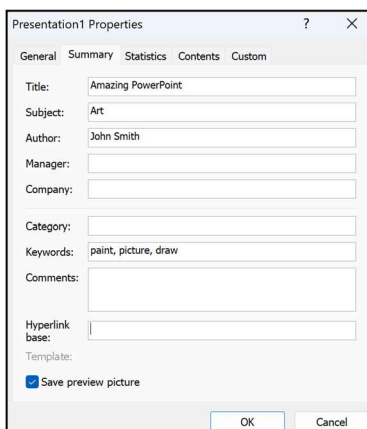 Presentation1 Properties ? X
General Summary Statistics Contents Custom
Title: Amazing PowerPoint
Subject: Art
Author: John Smith
Manager:
Company:
Category:
Keywords: paint, picture, draw
Comments:
Hyperlink
base:
Template:
Save preview picture
OK Cancel